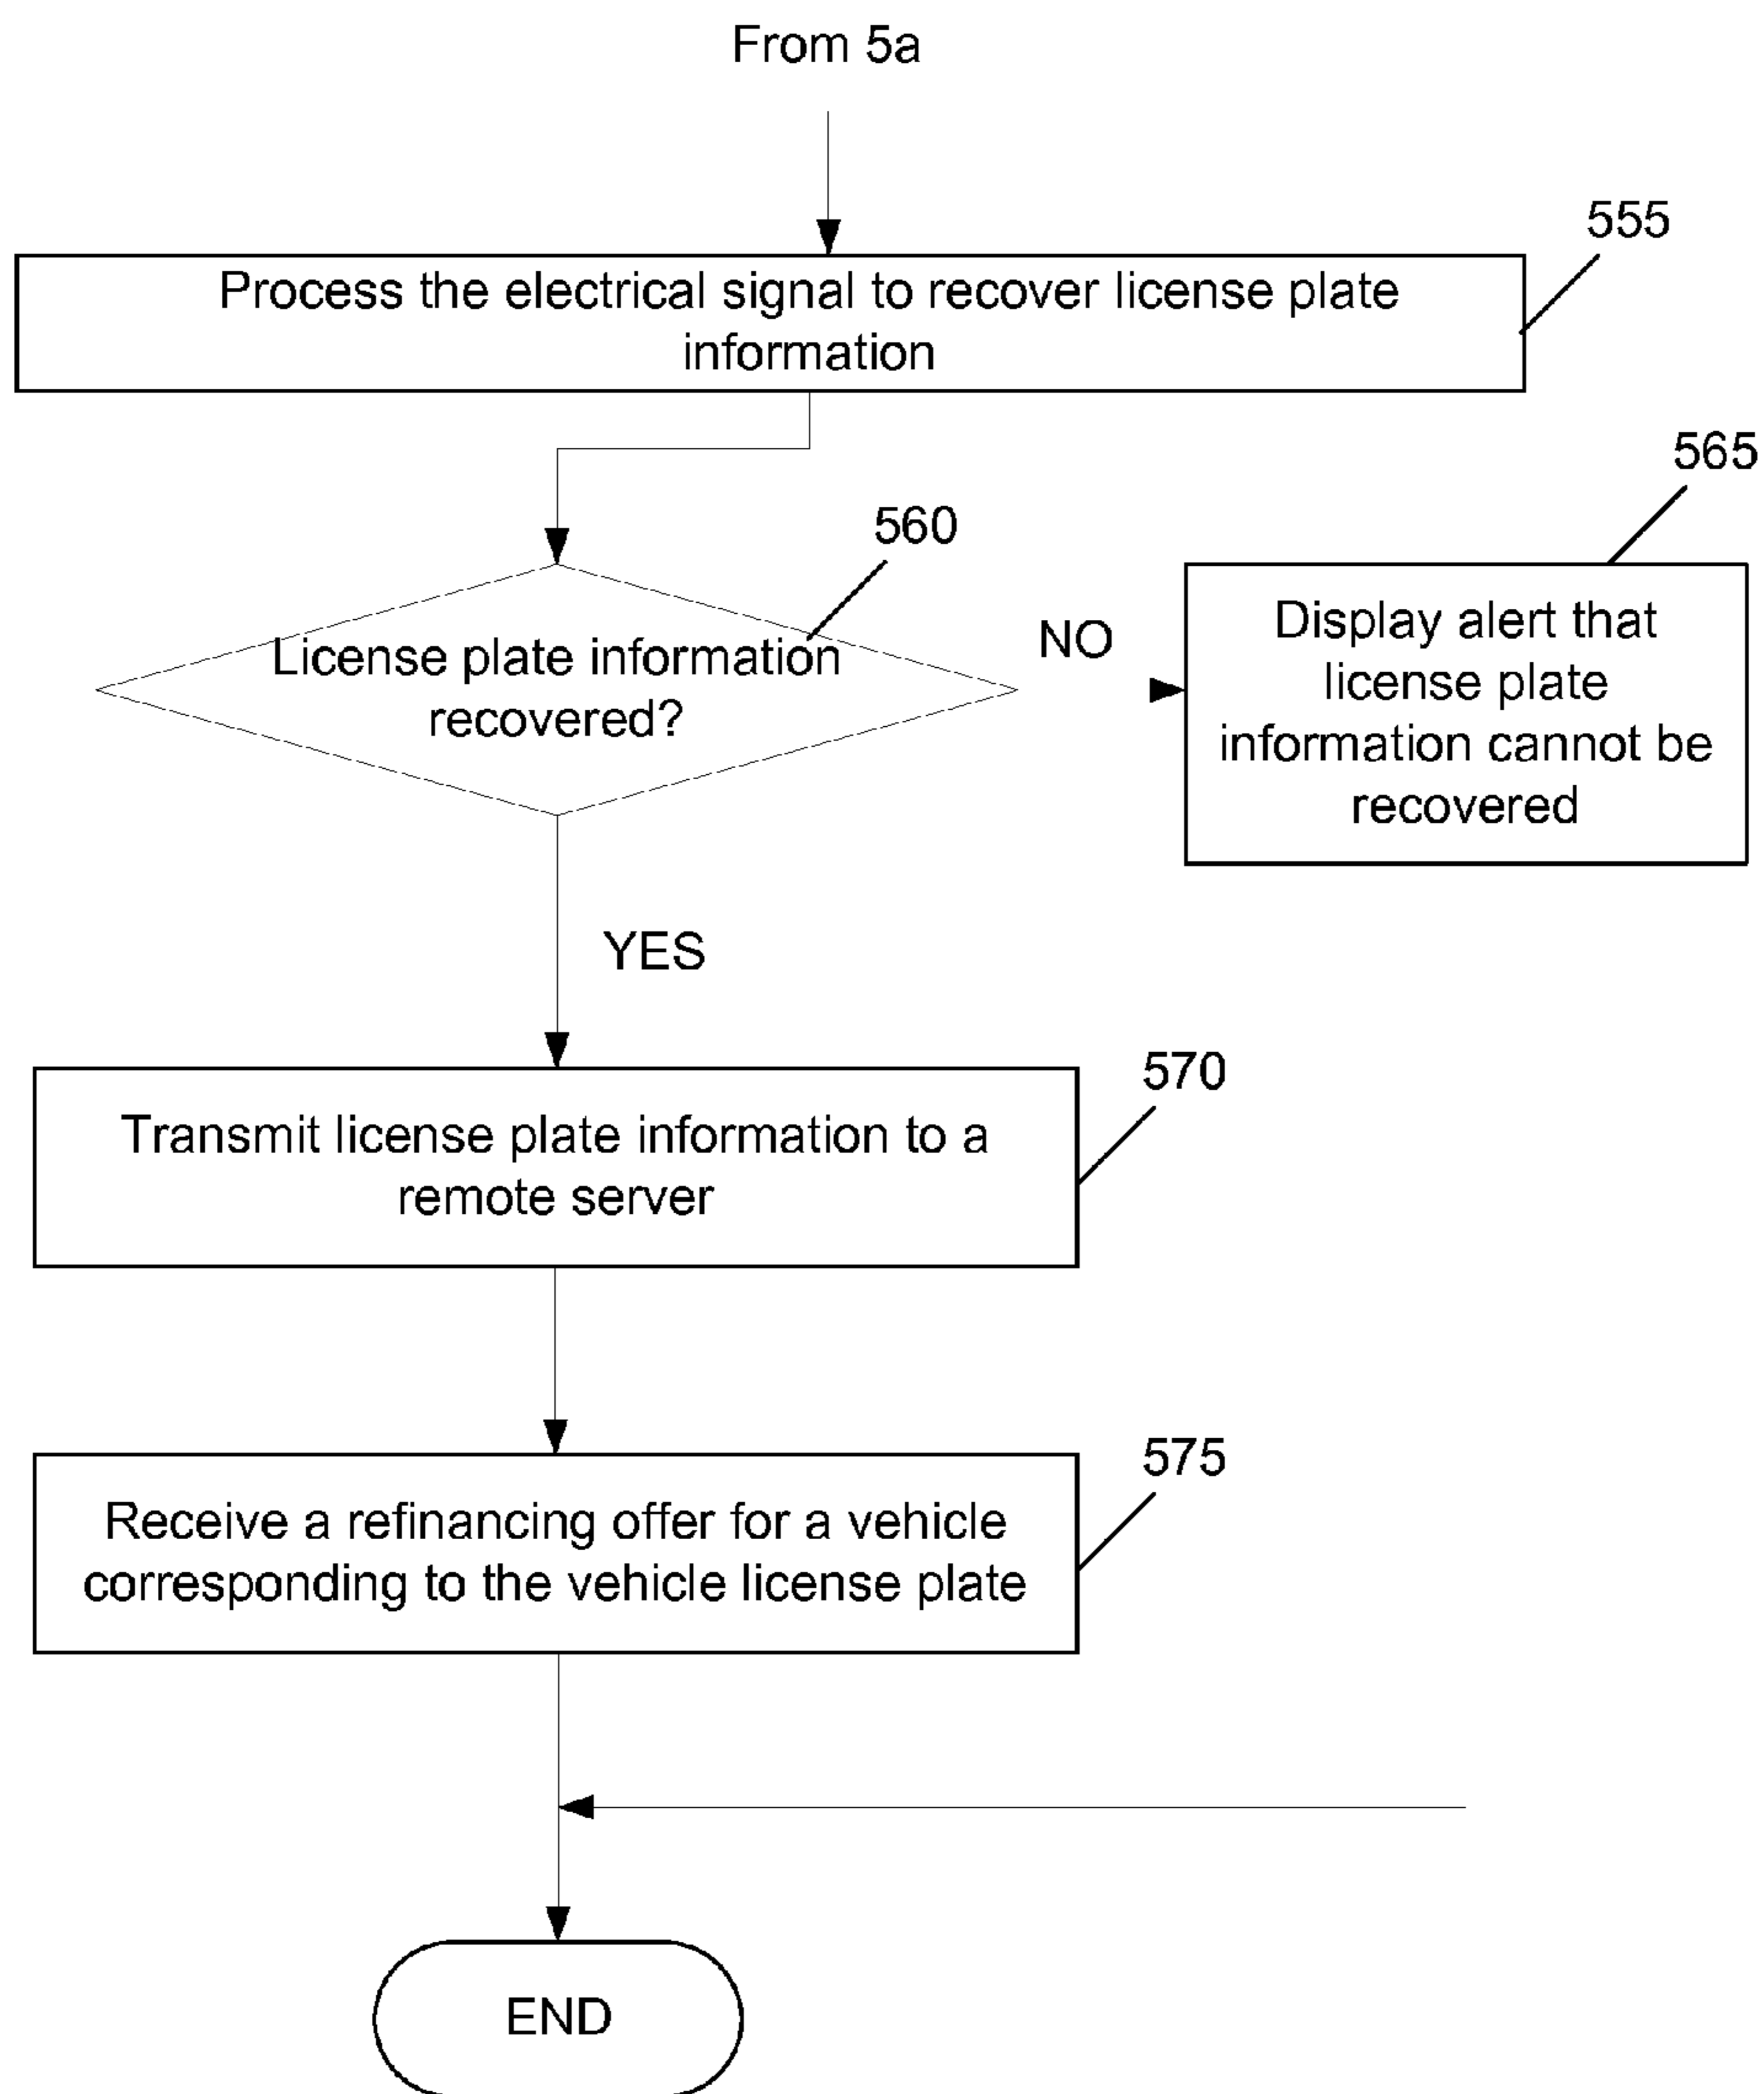 From 5a
555
Process the electrical signal to recover license plate
information
565
560
License plate information
recovered?
NO
Display alert that
license plate
information cannot be
recovered
YES
570
Transmit license plate information to a
remote server
575
Receive a refinancing offer for a vehicle
corresponding to the vehicle license plate
END